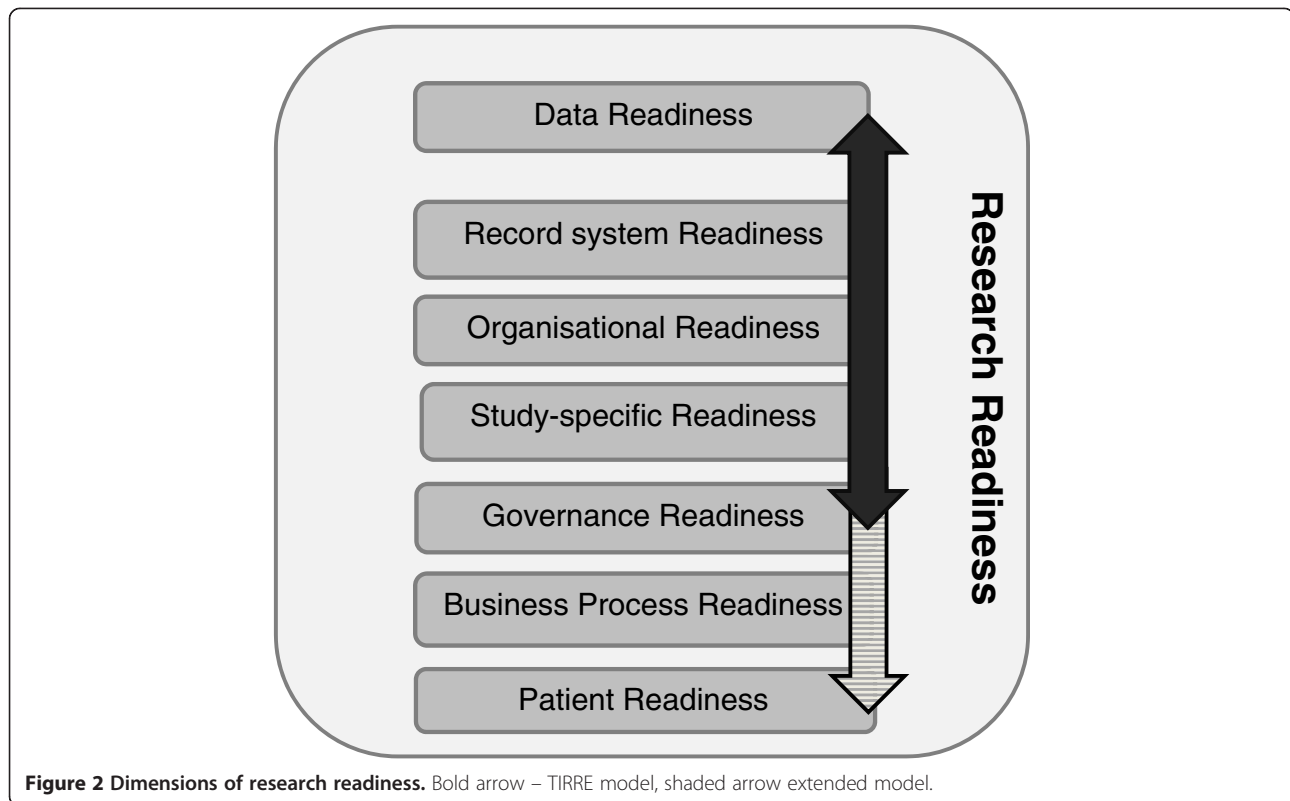 Data Readiness
Record system Readiness
Organisational Readiness
Study-specific Readiness
Governance Readiness
Business Process Readiness
Patient Readiness
Research Readiness
Figure 2 Dimensions of research readiness. Bold arrow – TIRRE model, shaded arrow extended model.